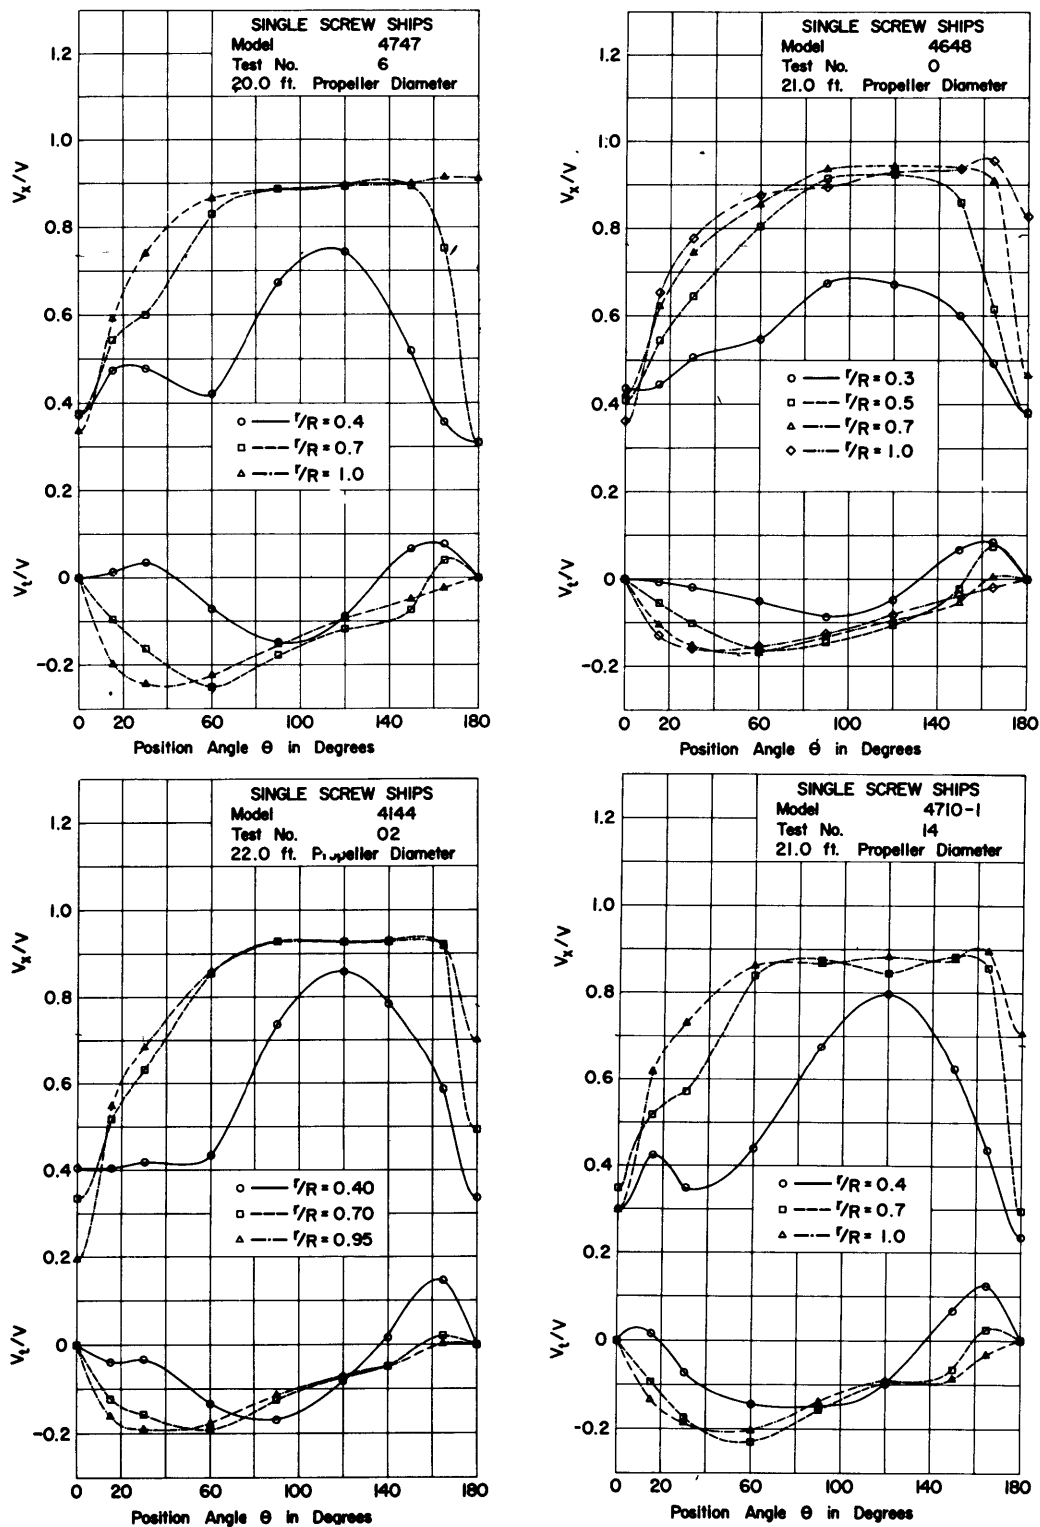 SINGLE SCREW SHIPS
Model 4747
Test No. 6
20.0 ft. Propeller Diameter
1.2
1.0
0.8
0.6
0.4
0.2
0
-0.2
Vx/V
Vt/V
r/R = 0.4
r/R = 0.7
r/R = 1.0
0 20 60 100 140 180
Position Angle θ in Degrees
SINGLE SCREW SHIPS
Model 4648
Test No. 0
21.0 ft. Propeller Diameter
1.2
1.0
0.8
0.6
0.4
0.2
0
-0.2
Vx/V
Vt/V
r/R = 0.3
r/R = 0.5
r/R = 0.7
r/R = 1.0
0 20 60 100 140 180
Position Angle θ in Degrees
SINGLE SCREW SHIPS
Model 4144
Test No. 02
22.0 ft. Propeller Diameter
1.2
1.0
0.8
0.6
0.4
0.2
0
-0.2
Vx/V
Vt/V
r/R = 0.40
r/R = 0.70
r/R = 0.95
0 20 60 100 140 180
Position Angle θ in Degrees
SINGLE SCREW SHIPS
Model 4710-1
Test No. 14
21.0 ft. Propeller Diameter
1.2
1.0
0.8
0.6
0.4
0.2
0
-0.2
Vx/V
Vt/V
r/R = 0.4
r/R = 0.7
r/R = 1.0
0 20 60 100 140 180
Position Angle θ in Degrees